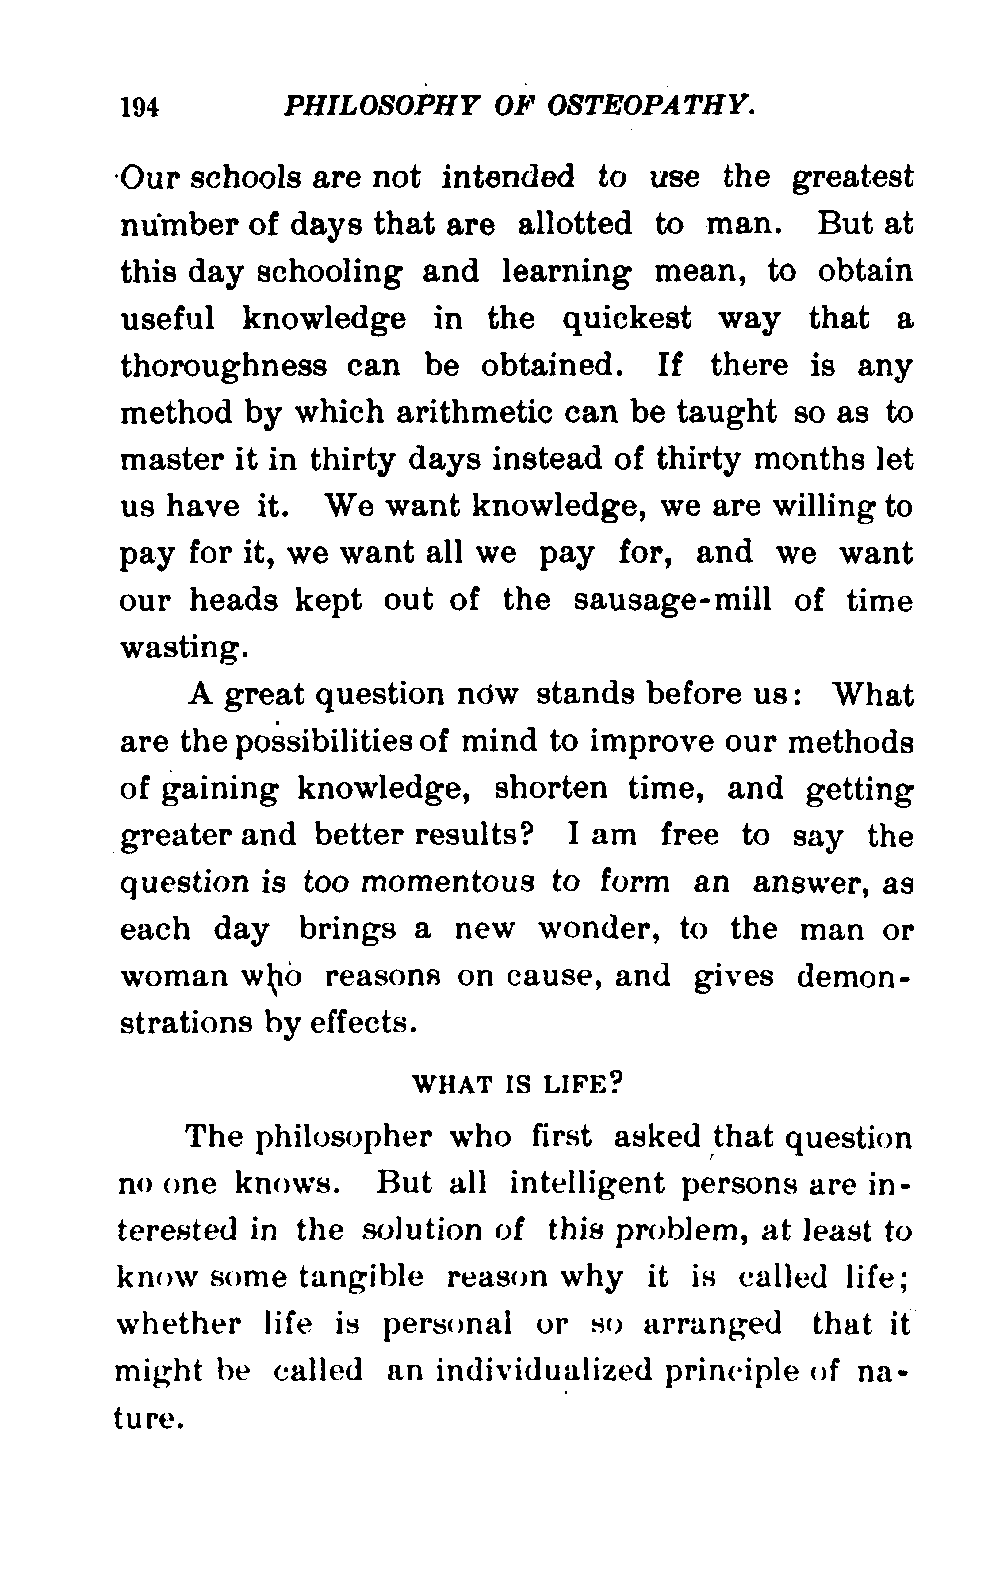 194 PHILOSOPHY OF OSTEOPATHY.
Our schools are not intended to use the greatest
number of days that are allotted to man. But at
this day schooling and learning mean, to obtain
useful knowledge in the quickest way that a
thoroughness can be obtained. If there is any
method by which arithmetic can be taught so as to
master it in thirty days instead of thirty months let
us have it. We want knowledge, we are willing to
pay for it, we want all we pay for, and we want
our heads kept out of the sausage-mill of time
wasting.
A great question now stands before us: What
are the possibilities of mind to improve our methods
of gaining knowledge, shorten time, and getting
greater and better results? I am free to say the
question is too momentous to form an answer, as
each day brings a new wonder, to the man or
woman who reasons on cause, and gives demon-
strations by effects.
WHAT IS LIFE?
The philosopher who first asked that question
no one knows. But all intelligent persons are in-
terested in the solution of this problem, at least to
know some tangible reason why it is called life;
whether life is personal or so arranged that it
might be called an individualized principle of na-
ture.